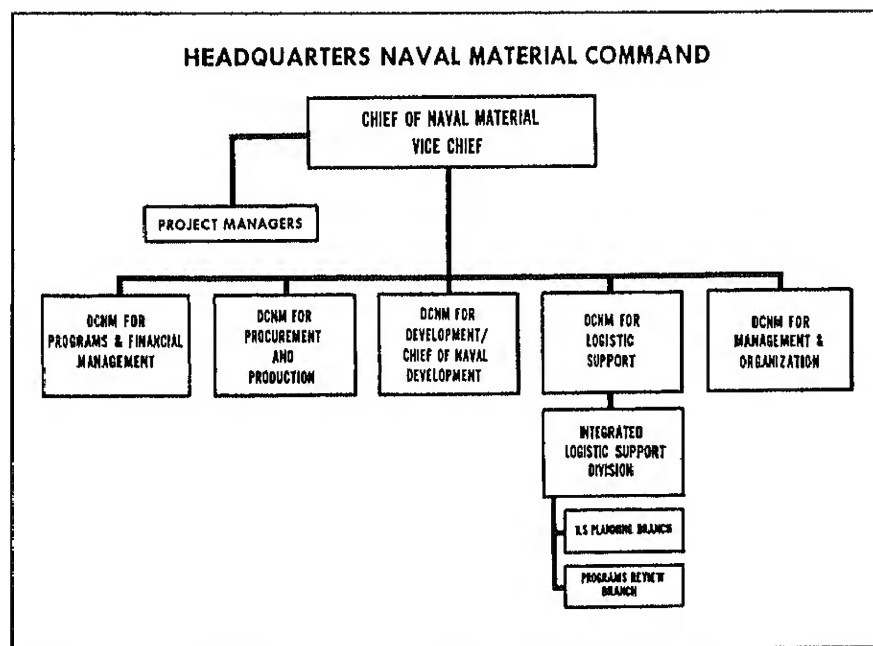 HEADQUARTERS NAVAL MATERIAL COMMAND
CHIEF OF NAVAL MATERIAL
VICE CHIEF
PROJECT MANAGERS
DCNM FOR
PROGRAMS & FINANCIAL
MANAGEMENT
DCNM FOR
PROCUREMENT
AND
PRODUCTION
DCNM FOR
DEVELOPMENT/
CHIEF OF NAVAL
DEVELOPMENT
DCNM FOR
LOGISTIC
SUPPORT
DCNM FOR
MANAGEMENT &
ORGANIZATION
INTEGRATED
LOGISTIC SUPPORT
DIVISION
ILS PLANNING BRANCH
PROGRAMS REVIEW
BRANCH